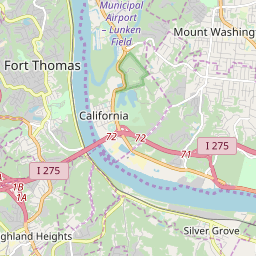 Municipal
Airport
– Lunken
Field
Mount Washing
Fort Thomas
California
72
72
I 275
71
I 275
1B
1A
ghland Heights
Silver Grove